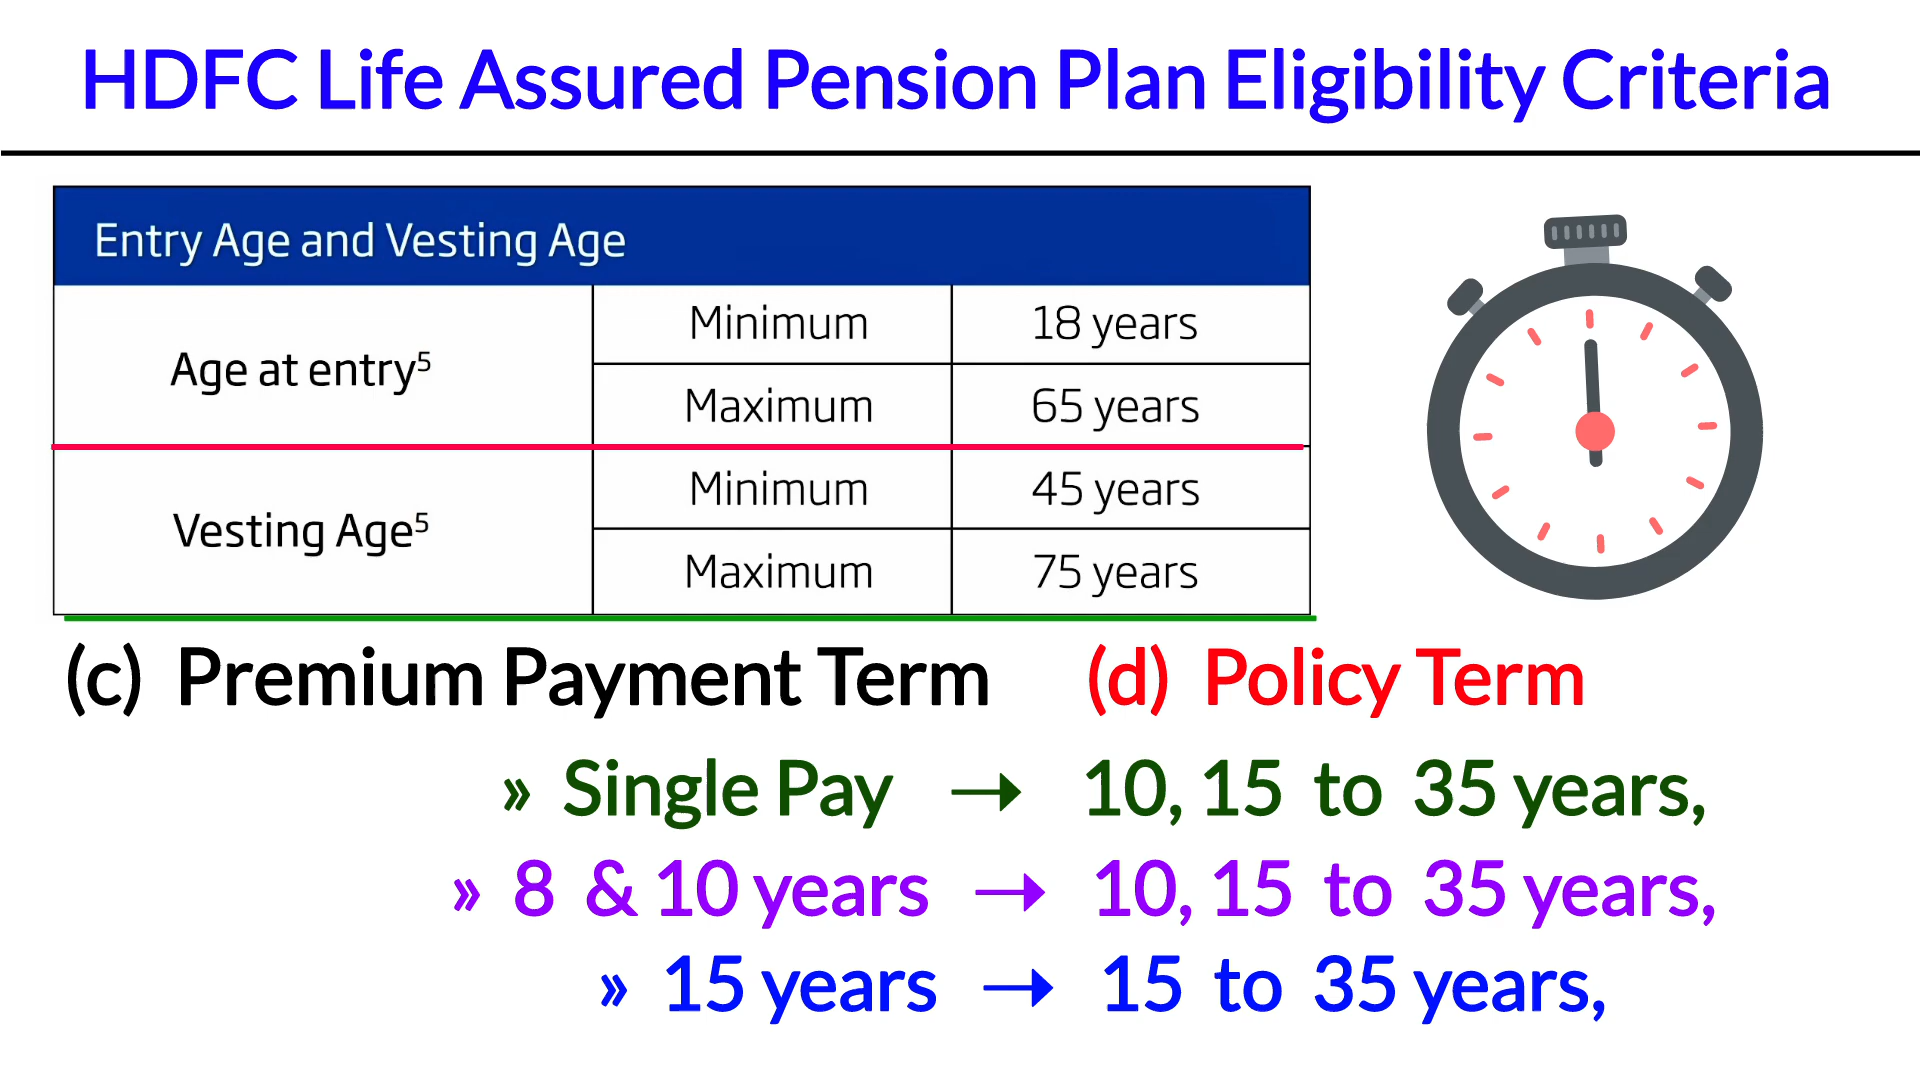 HDFC Life Assured Pension Plan Eligibility Criteria
Entry Age and Vesting Age
Age at entry⁵
Minimum 18 years
Maximum 65 years
Vesting Age⁵
Minimum 45 years
Maximum 75 years
(c) Premium Payment Term (d) Policy Term
» Single Pay → 10, 15 to 35 years,
» 8 & 10 years → 10, 15 to 35 years,
» 15 years → 15 to 35 years,